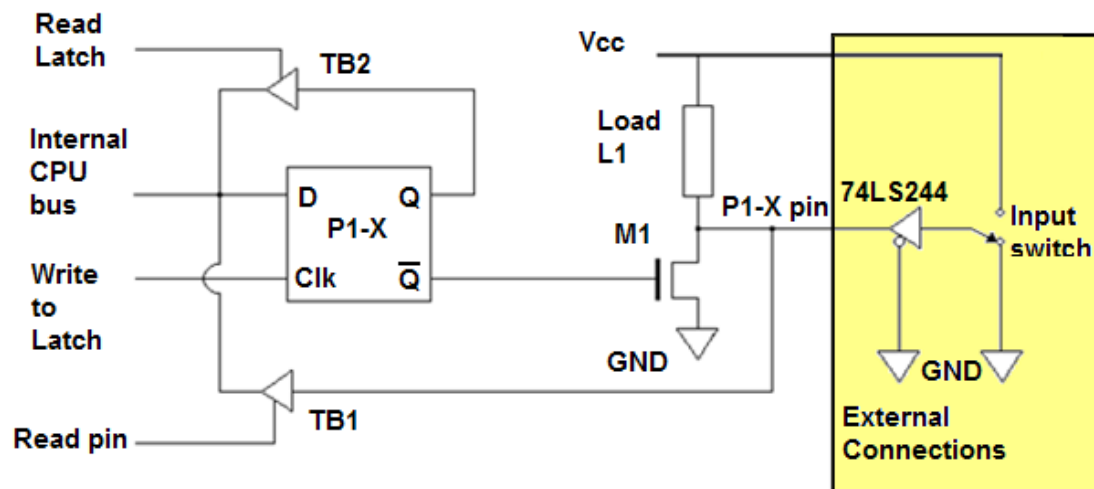 Read
Latch
TB2
Vcc
Internal
CPU
bus
Load
L1
D
Q
P1-X
Clk
Q̅
Write
to
Latch
P1-X pin
74LS244
M1
Input
switch
GND
GND
TB1
Read pin
External
Connections